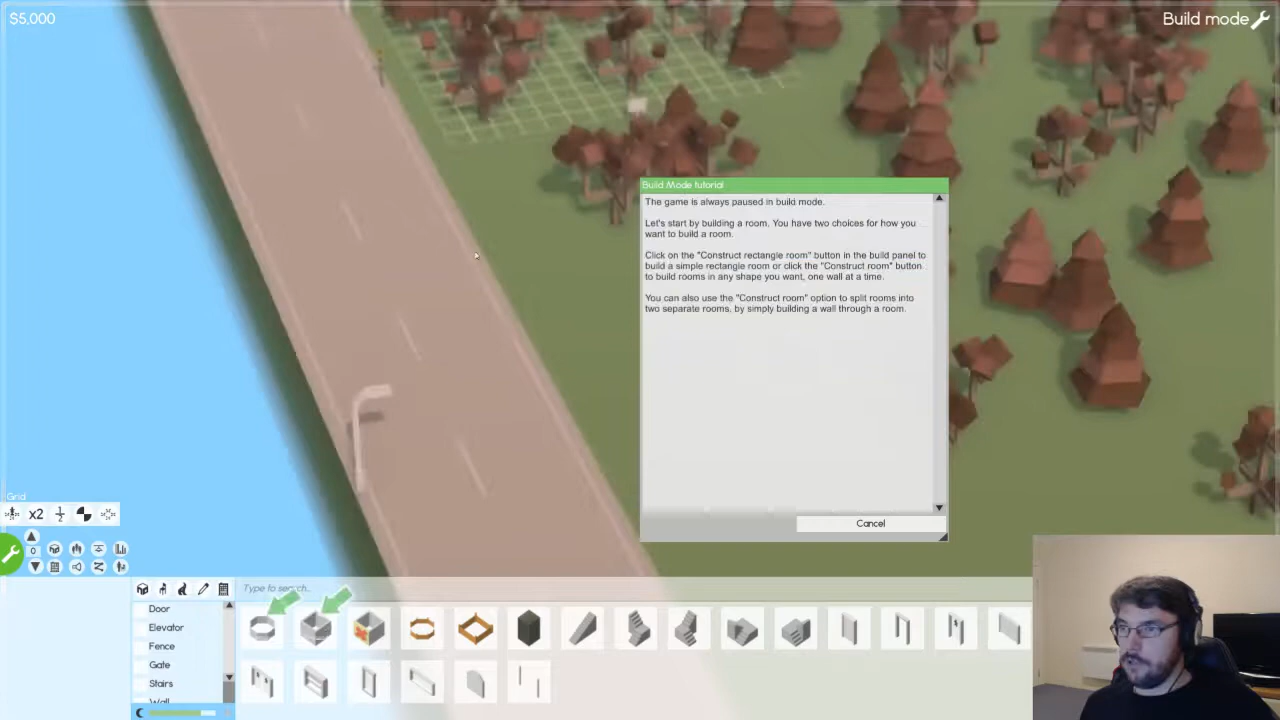 $5,000
Build mode
Build Mode tutorial
The game is always paused in build mode.
Let's start by building a room. You have two choices for how you
want to build a room.
Click on the "Construct rectangle room" button in the build panel to
build a simple rectangle room or click the "Construct room" button
to build rooms in any shape you want, one wall at a time.
You can also use the "Construct room" option to split rooms into
two separate rooms, by simply building a wall through a room.
Cancel
Grid
x2
0
Type to search...
Door
Elevator
Fence
Gate
Stairs
Wall